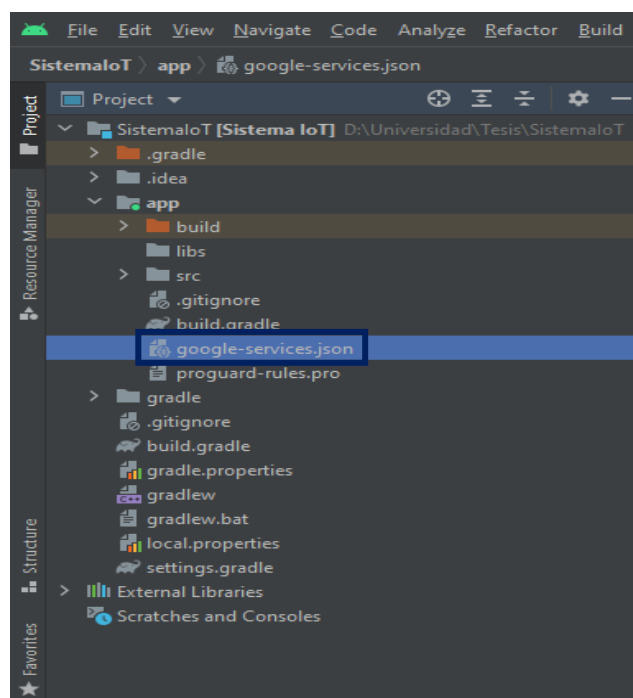 File Edit View Navigate Code Analyze Refactor Build
SistemaIoT app google-services.json
Project
SistemaIoT [Sistema IoT] D:\Universidad\Tesis\SistemaIoT
.gradle
.idea
app
build
libs
src
.gitignore
build.gradle
google-services.json
proguard-rules.pro
gradle
.gitignore
build.gradle
gradle.properties
C++ gradlew
gradlew.bat
local.properties
settings.gradle
External Libraries
Scratches and Consoles
Project
Resource Manager
Structure
Favorites